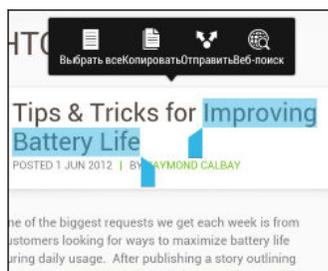 HTC
Выбрать все Копировать Отправить Веб-поиск
Tips & Tricks for Improving
Battery Life
POSTED 1 JUN 2012 | BY RAYMOND CALBAY
ne of the biggest requests we get each week is from
ustomers looking for ways to maximize battery life
uring daily usage. After publishing a story outlining